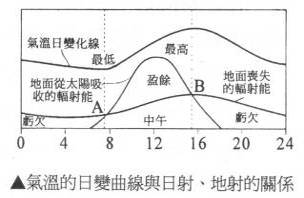 氣溫日變化線
最低
最高
地面從太陽吸
收的輻射能
盈餘
地面喪失
的輻射能
A
B
虧欠
中午
虧欠
0 4 8 12 16 20 24
▲氣溫的日變曲線與日射、地射的關係